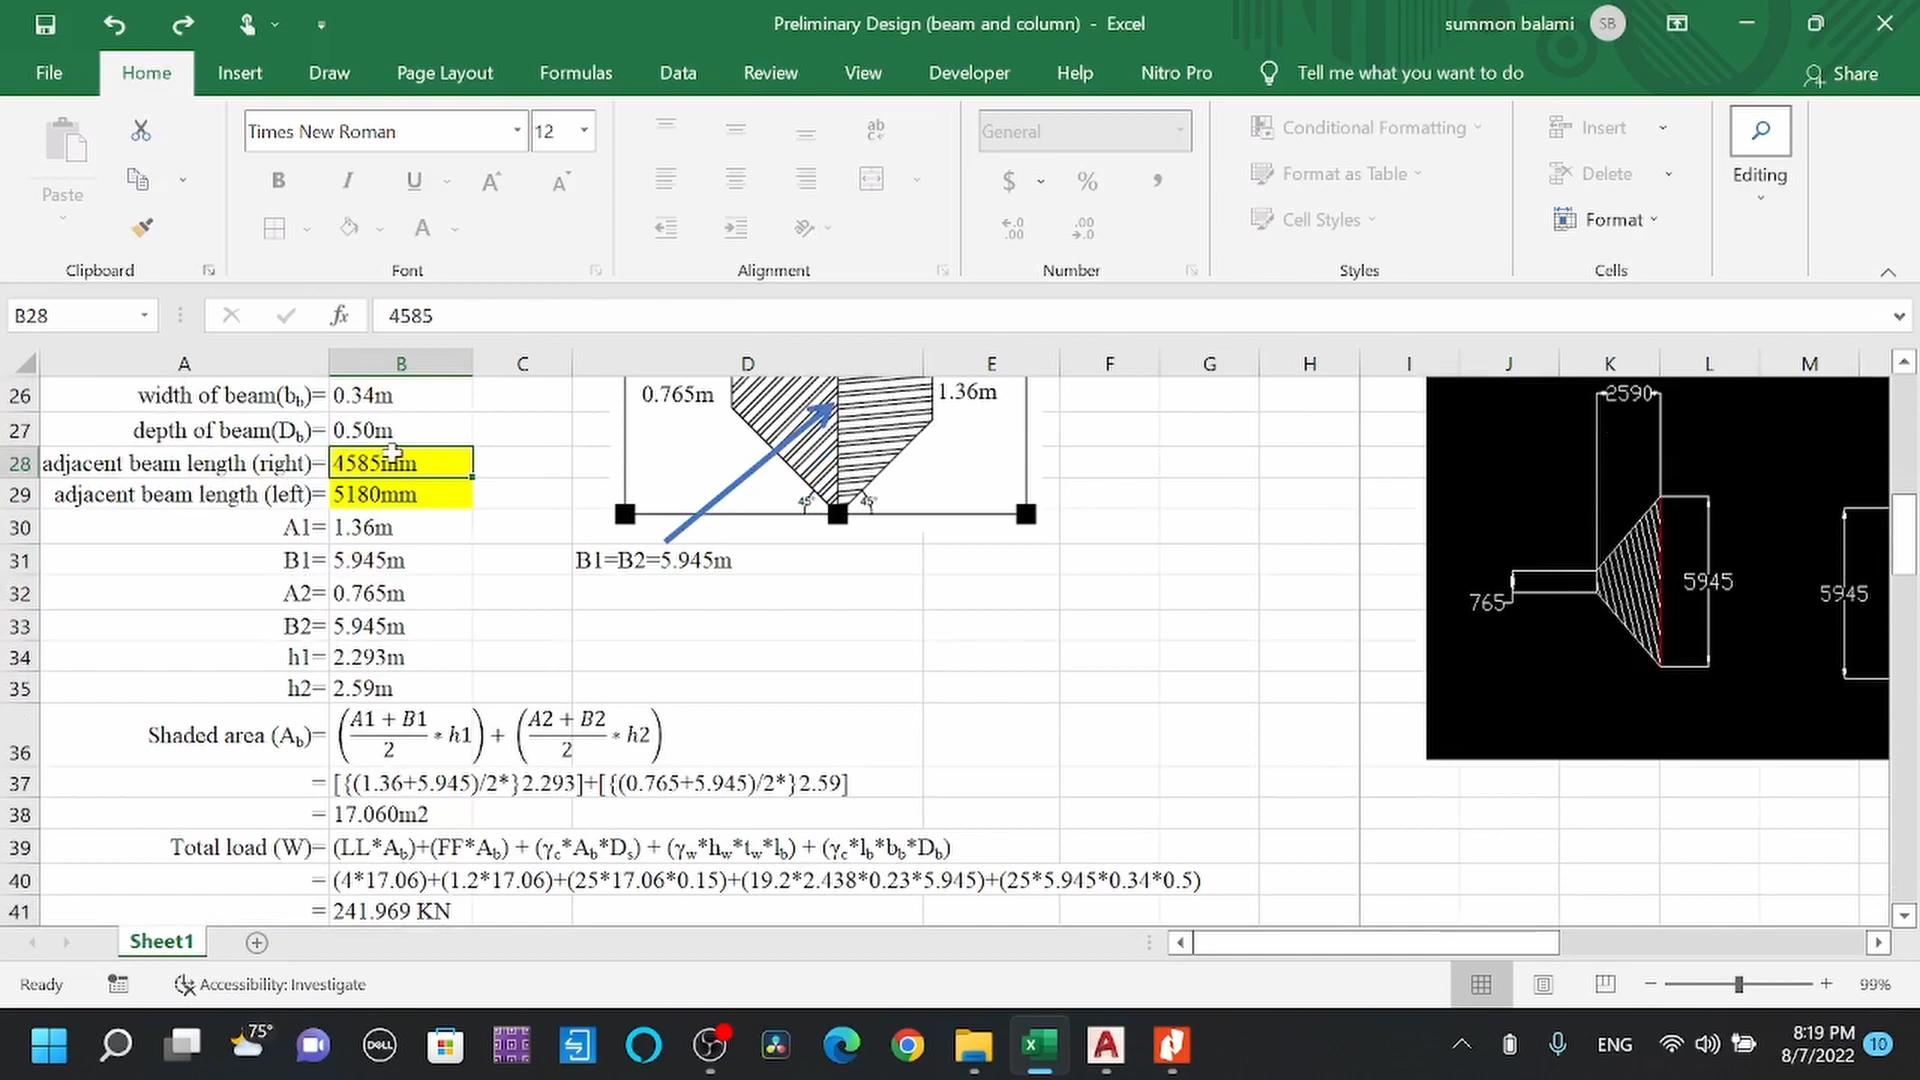 Preliminary Design (beam and column) - Excel
summon balami
SB
File Home Insert Draw Page Layout Formulas Data Review View Developer Help Nitro Pro Tell me what you want to do Share
Paste
Clipboard
Times New Roman 12
B I U A A
A
Font
ab
Alignment
General
$ % ,
.00 .0
.00 .0
Number
Conditional Formatting
Format as Table
Cell Styles
Styles
Insert
Delete
Format
Cells
Editing
B28 fx 4585
A B C D E F G H I J K L M
26 width of beam(bb)= 0.34m
27 depth of beam(Db)= 0.50m
28 adjacent beam length (right)= 4585mm
29 adjacent beam length (left)= 5180mm
30 A1= 1.36m
31 B1= 5.945m
32 A2= 0.765m
33 B2= 5.945m
34 h1= 2.293m
35 h2= 2.59m
36 Shaded area (Ab)= (A1 + B1 / 2 * h1) + (A2 + B2 / 2 * h2)
37 = [{(1.36+5.945)/2*}2.293]+[{(0.765+5.945)/2*}2.59]
38 = 17.060m2
39 Total load (W)= (LL*Ab)+(FF*Ab) + (γc*Ab*Ds) + (γw*hw*tw*lb) + (γc*lb*bb*Db)
40 = (4*17.06)+(1.2*17.06)+(25*17.06*0.15)+(19.2*2.438*0.23*5.945)+(25*5.945*0.34*0.5)
41 = 241.969 KN
0.765m
1.36m
45° 45°
B1=B2=5.945m
2590
765
5945
5945
Sheet1
Ready Accessibility: Investigate 99%
75°
DELL
ENG
8:19 PM
8/7/2022
10